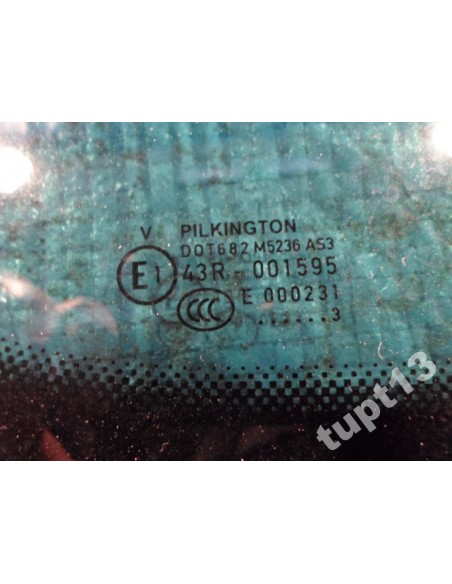 V PILKINGTON
DOT682 M5236 AS3
E1 43R - 001595
CCC E 000231
......3
tupt13